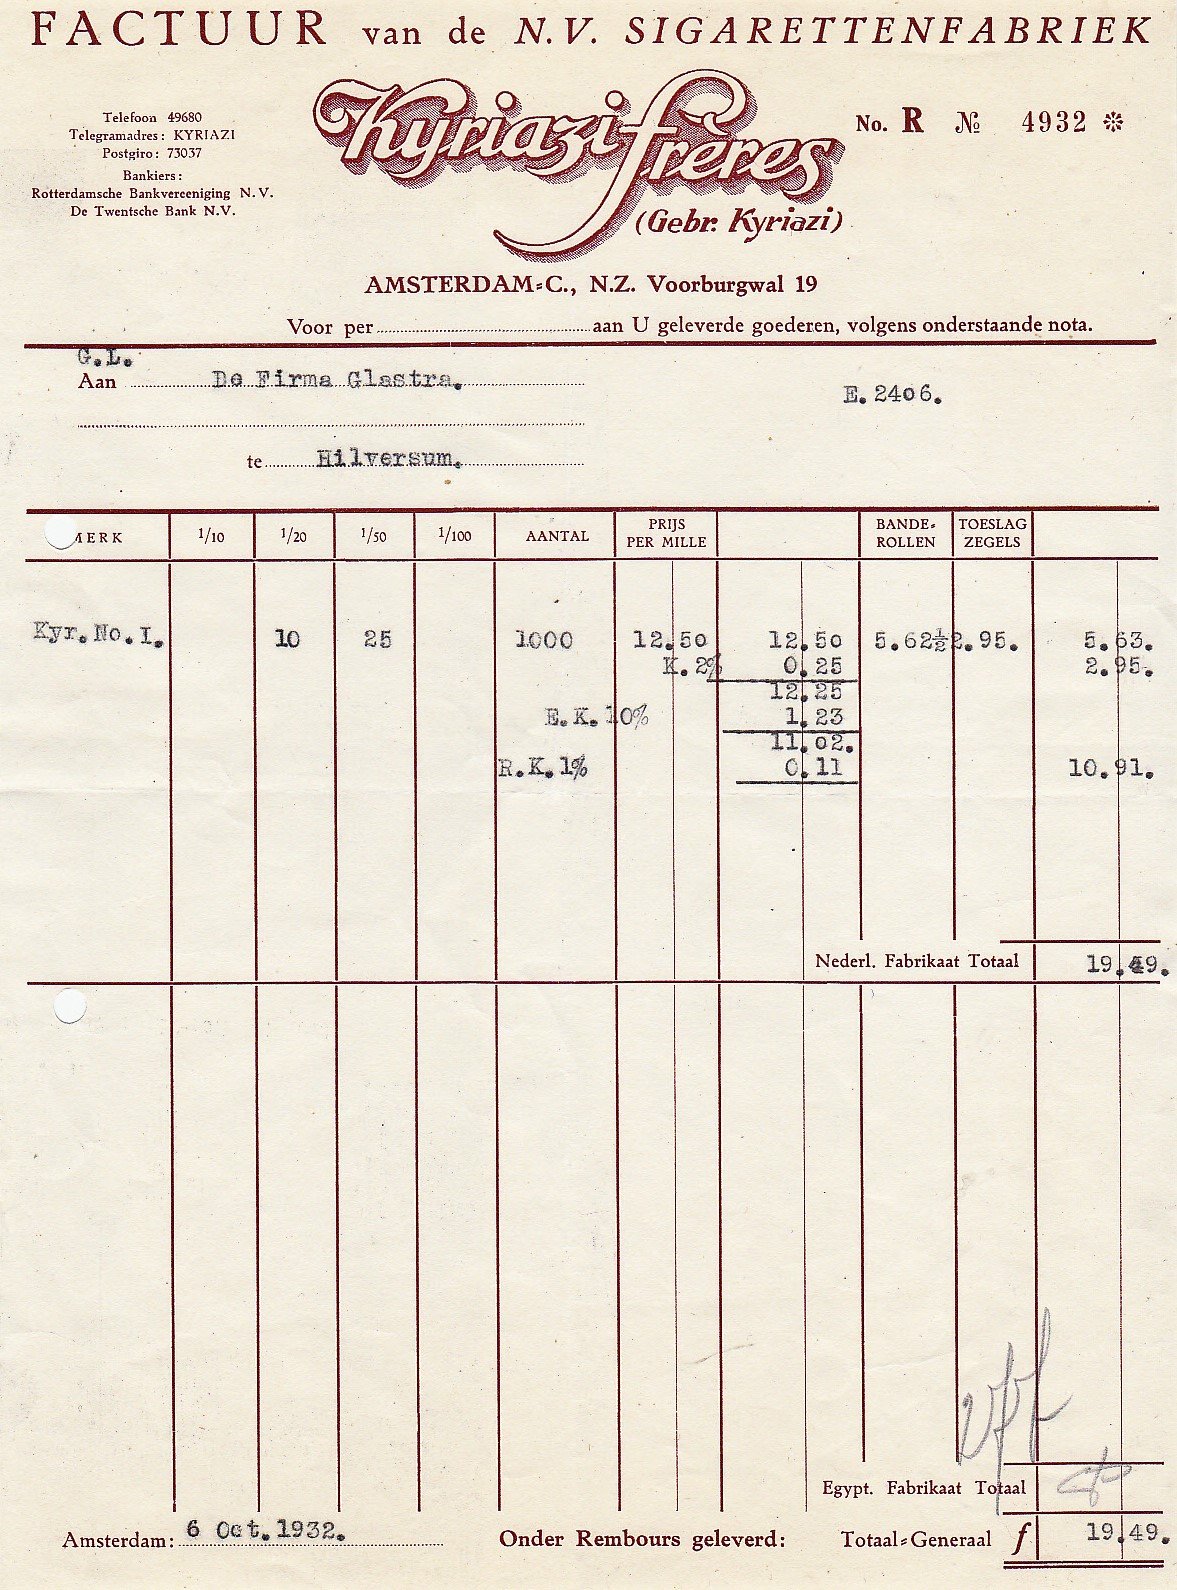 FACTUUR van de N.V. SIGARETTENFABRIEK
Kyriazi frères
(Gebr. Kyriazi)
Telefoon 49680
Telegramadres: KYRIAZI
Postgiro: 73037
Bankiers:
Rotterdamsche Bankvereeniging N.V.
De Twentsche Bank N.V.
No. R № 4932
AMSTERDAM-C., N.Z. Voorburgwal 19
Voor per aan U geleverde goederen, volgens onderstaande nota.
G.L.
Aan De Firma Glastra.
E.2406.
te Hilversum.
MERK 1/10 1/20 1/50 1/100 AANTAL PRIJS PER MILLE BANDE-ROLLEN TOESLAG ZEGELS
Kyr.No.I. 10 25 1000 12.50 12.50 5.62½ 2.95. 5.63.
K.2% 0.25 2.95.
12.25
E.K.10% 1.23
11.02.
R.K.1% 0.11 10.91.
Nederl. Fabrikaat Totaal 19.49.
Egypt. Fabrikaat Totaal
Amsterdam: 6 Oct.1932. Onder Rembours geleverd: Totaal-Generaal f 19.49.